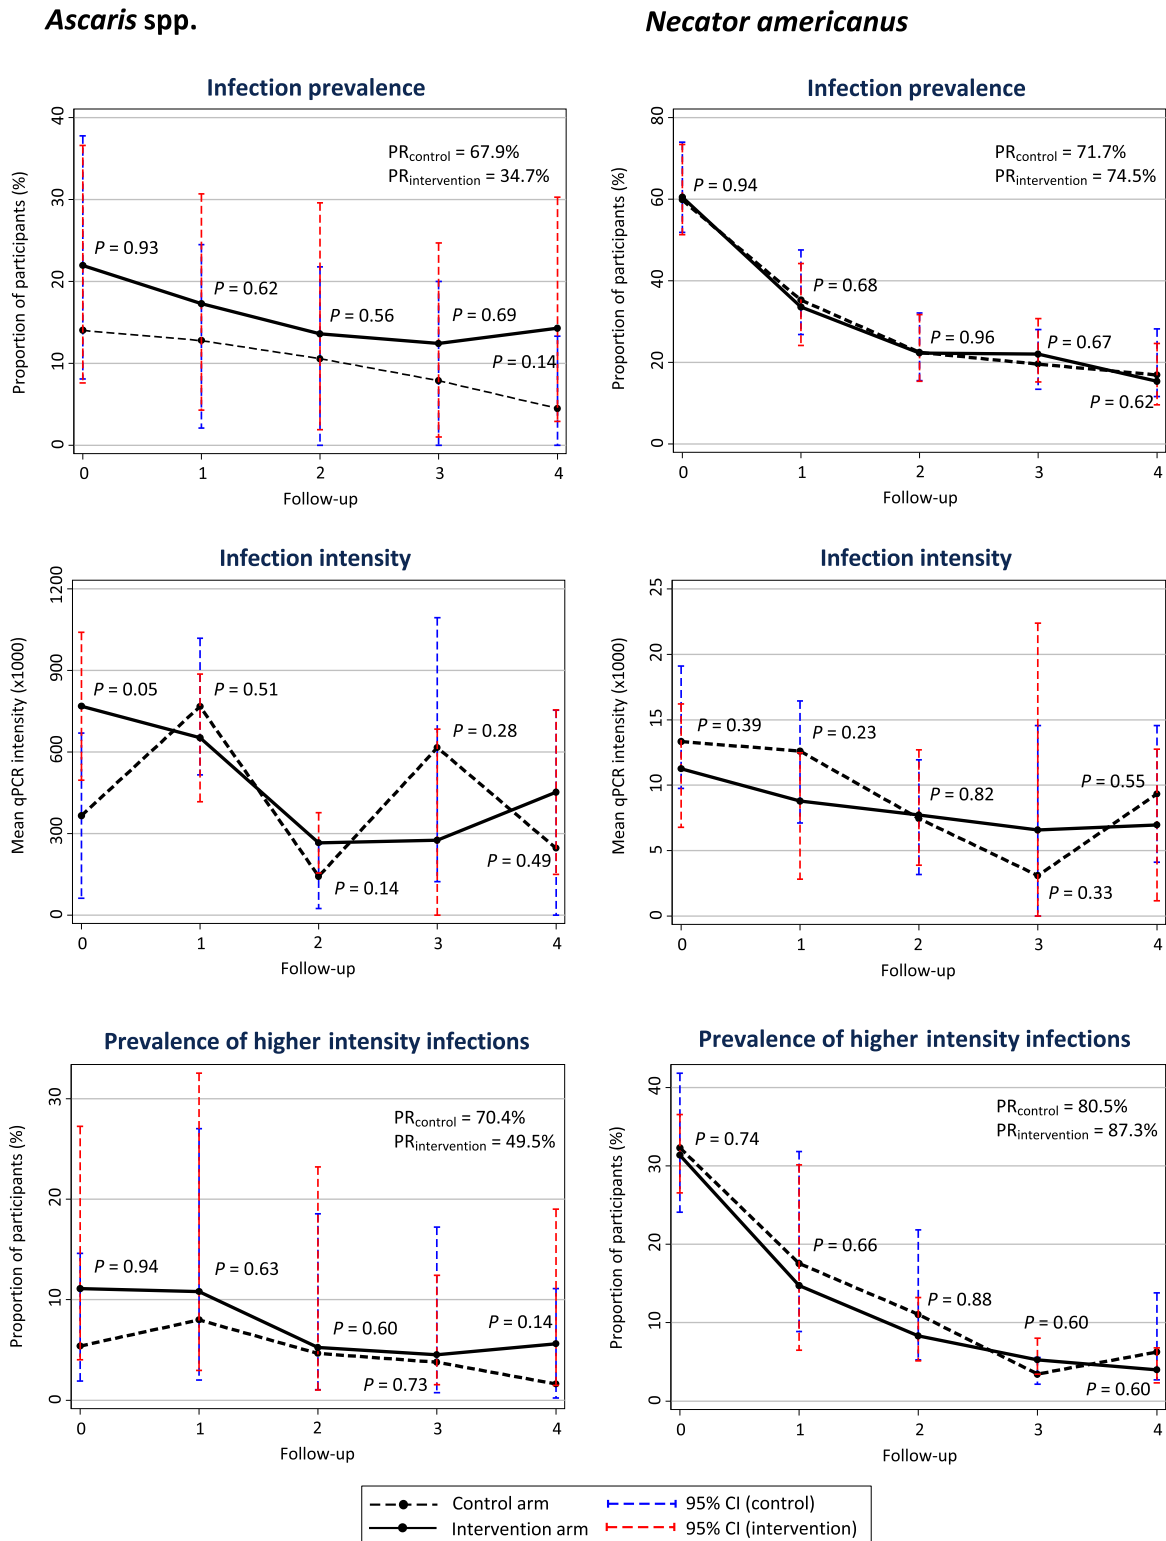 Ascaris spp.
Necator americanus
Infection prevalence
Proportion of participants (%)
40
30
20
10
0
PRcontrol = 67.9%
PRintervention = 34.7%
P = 0.93
P = 0.62
P = 0.56
P = 0.69
P = 0.14
0 1 2 3 4
Follow-up
Infection prevalence
Proportion of participants (%)
80
60
40
20
0
PRcontrol = 71.7%
PRintervention = 74.5%
P = 0.94
P = 0.68
P = 0.96
P = 0.67
P = 0.62
0 1 2 3 4
Follow-up
Infection intensity
Mean qPCR intensity (x1000)
1200
900
600
300
0
P = 0.05
P = 0.51
P = 0.14
P = 0.28
P = 0.49
0 1 2 3 4
Follow-up
Infection intensity
Mean qPCR intensity (x1000)
25
20
15
10
5
0
P = 0.39
P = 0.23
P = 0.82
P = 0.33
P = 0.55
0 1 2 3 4
Follow-up
Prevalence of higher intensity infections
Proportion of participants (%)
30
20
10
0
PRcontrol = 70.4%
PRintervention = 49.5%
P = 0.94
P = 0.63
P = 0.60
P = 0.73
P = 0.14
0 1 2 3 4
Follow-up
Prevalence of higher intensity infections
Proportion of participants (%)
40
30
20
10
0
PRcontrol = 80.5%
PRintervention = 87.3%
P = 0.74
P = 0.66
P = 0.88
P = 0.60
P = 0.60
0 1 2 3 4
Follow-up
Control arm
95% CI (control)
Intervention arm
95% CI (intervention)